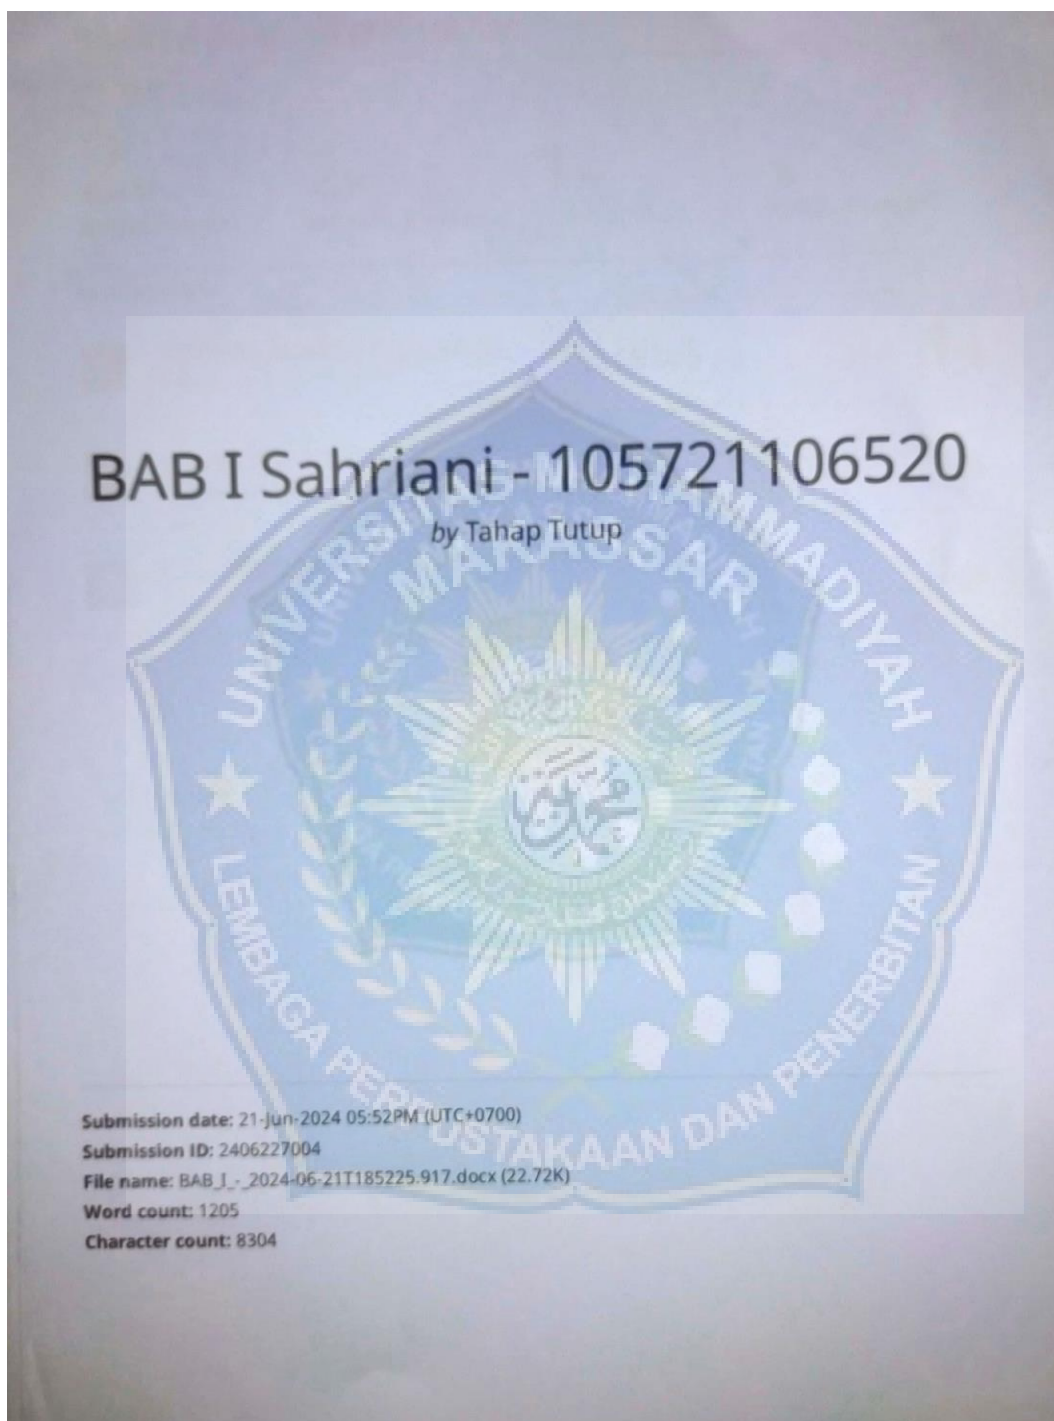 BAB I Sahriani - 105721106520
by Tahap Tutup
UNIVERSITAS MUHAMMADIYAH
MAKASSAR
LEMBAGA PERPUSTAKAAN DAN PENERBITAN
Submission date: 21-Jun-2024 05:52PM (UTC+0700)
Submission ID: 2406227004
File name: BAB_I_-_2024-06-21T185225.917.docx (22.72K)
Word count: 1205
Character count: 8304